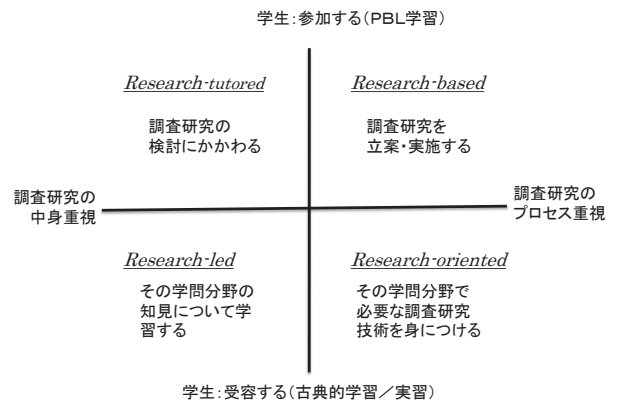 学生：参加する（PBL学習）
Research-tutored
調査研究の
検討にかかわる
Research-based
調査研究を
立案・実施する
調査研究の
中身重視
調査研究の
プロセス重視
Research-led
その学問分野の
知見について学
習する
Research-oriented
その学問分野で
必要な調査研究
技術を身につける
学生：受容する（古典的学習／実習）